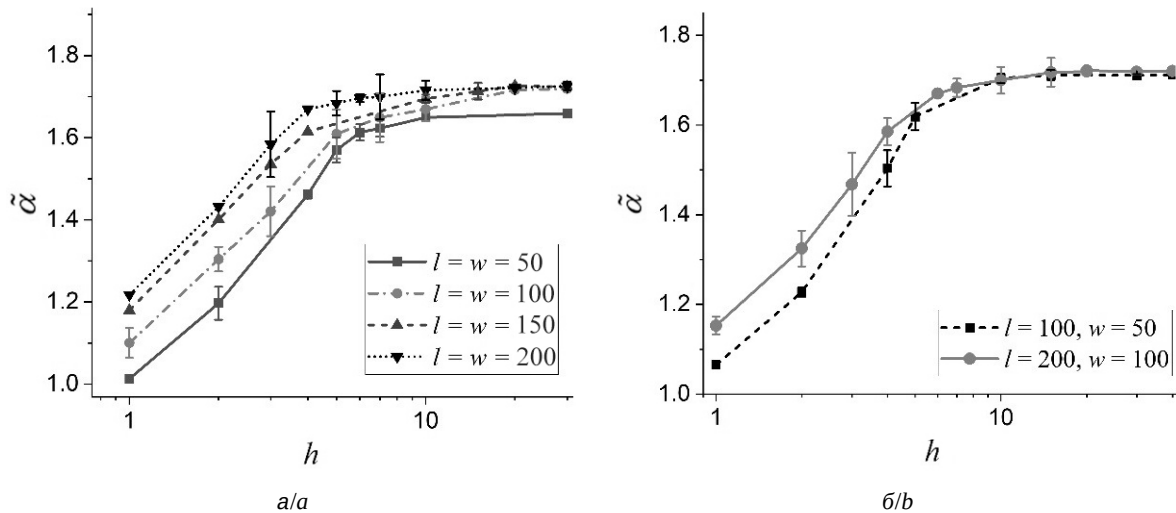 α̃
1.8
1.6
1.4
1.2
1.0
1
10
h
l = w = 50
l = w = 100
l = w = 150
l = w = 200
а/a
α̃
1.8
1.6
1.4
1.2
1.0
1
10
h
l = 100, w = 50
l = 200, w = 100
б/b